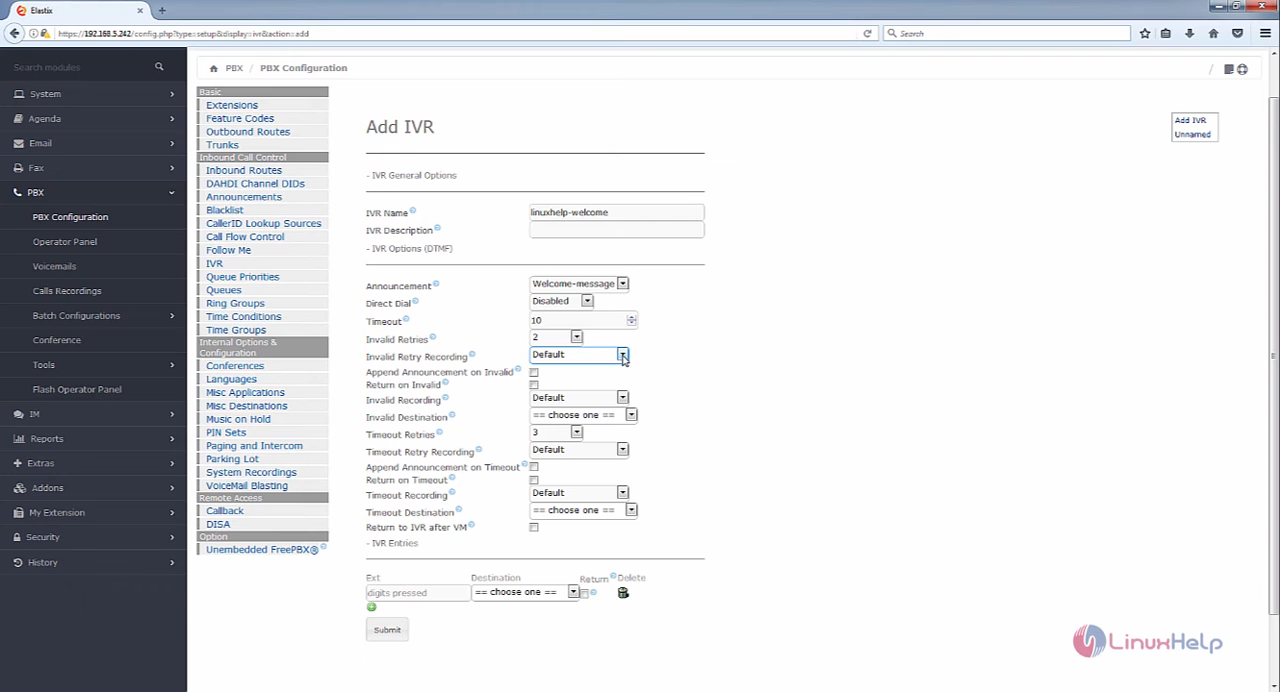 Elastix
https://192.168.5.242/config.php?type=setup&display=ivr&action=add
Search
Search modules
System
Agenda
Email
Fax
PBX
PBX Configuration
Operator Panel
Voicemails
Calls Recordings
Batch Configurations
Conference
Tools
Flash Operator Panel
IM
Reports
Extras
Addons
My Extension
Security
History
PBX / PBX Configuration /
Basic
Extensions
Feature Codes
Outbound Routes
Trunks
Inbound Call Control
Inbound Routes
DAHDI Channel DIDs
Announcements
Blacklist
CallerID Lookup Sources
Call Flow Control
Follow Me
IVR
Queue Priorities
Queues
Ring Groups
Time Conditions
Time Groups
Internal Options &
Configuration
Conferences
Languages
Misc Applications
Misc Destinations
Music on Hold
PIN Sets
Paging and Intercom
Parking Lot
System Recordings
VoiceMail Blasting
Remote Access
Callback
DISA
Option
Unembedded FreePBX®
Add IVR
- IVR General Options
IVR Name linuxhelp-welcome
IVR Description
- IVR Options (DTMF)
Announcement Welcome-message
Direct Dial Disabled
Timeout 10
Invalid Retries 2
Invalid Retry Recording Default
Append Announcement on Invalid
Return on Invalid
Invalid Recording Default
Invalid Destination == choose one ==
Timeout Retries 3
Timeout Retry Recording Default
Append Announcement on Timeout
Return on Timeout
Timeout Recording Default
Timeout Destination == choose one ==
Return to IVR after VM
- IVR Entries
Ext Destination Return Delete
digits pressed == choose one ==
Submit
Add IVR
Unnamed
LinuxHelp